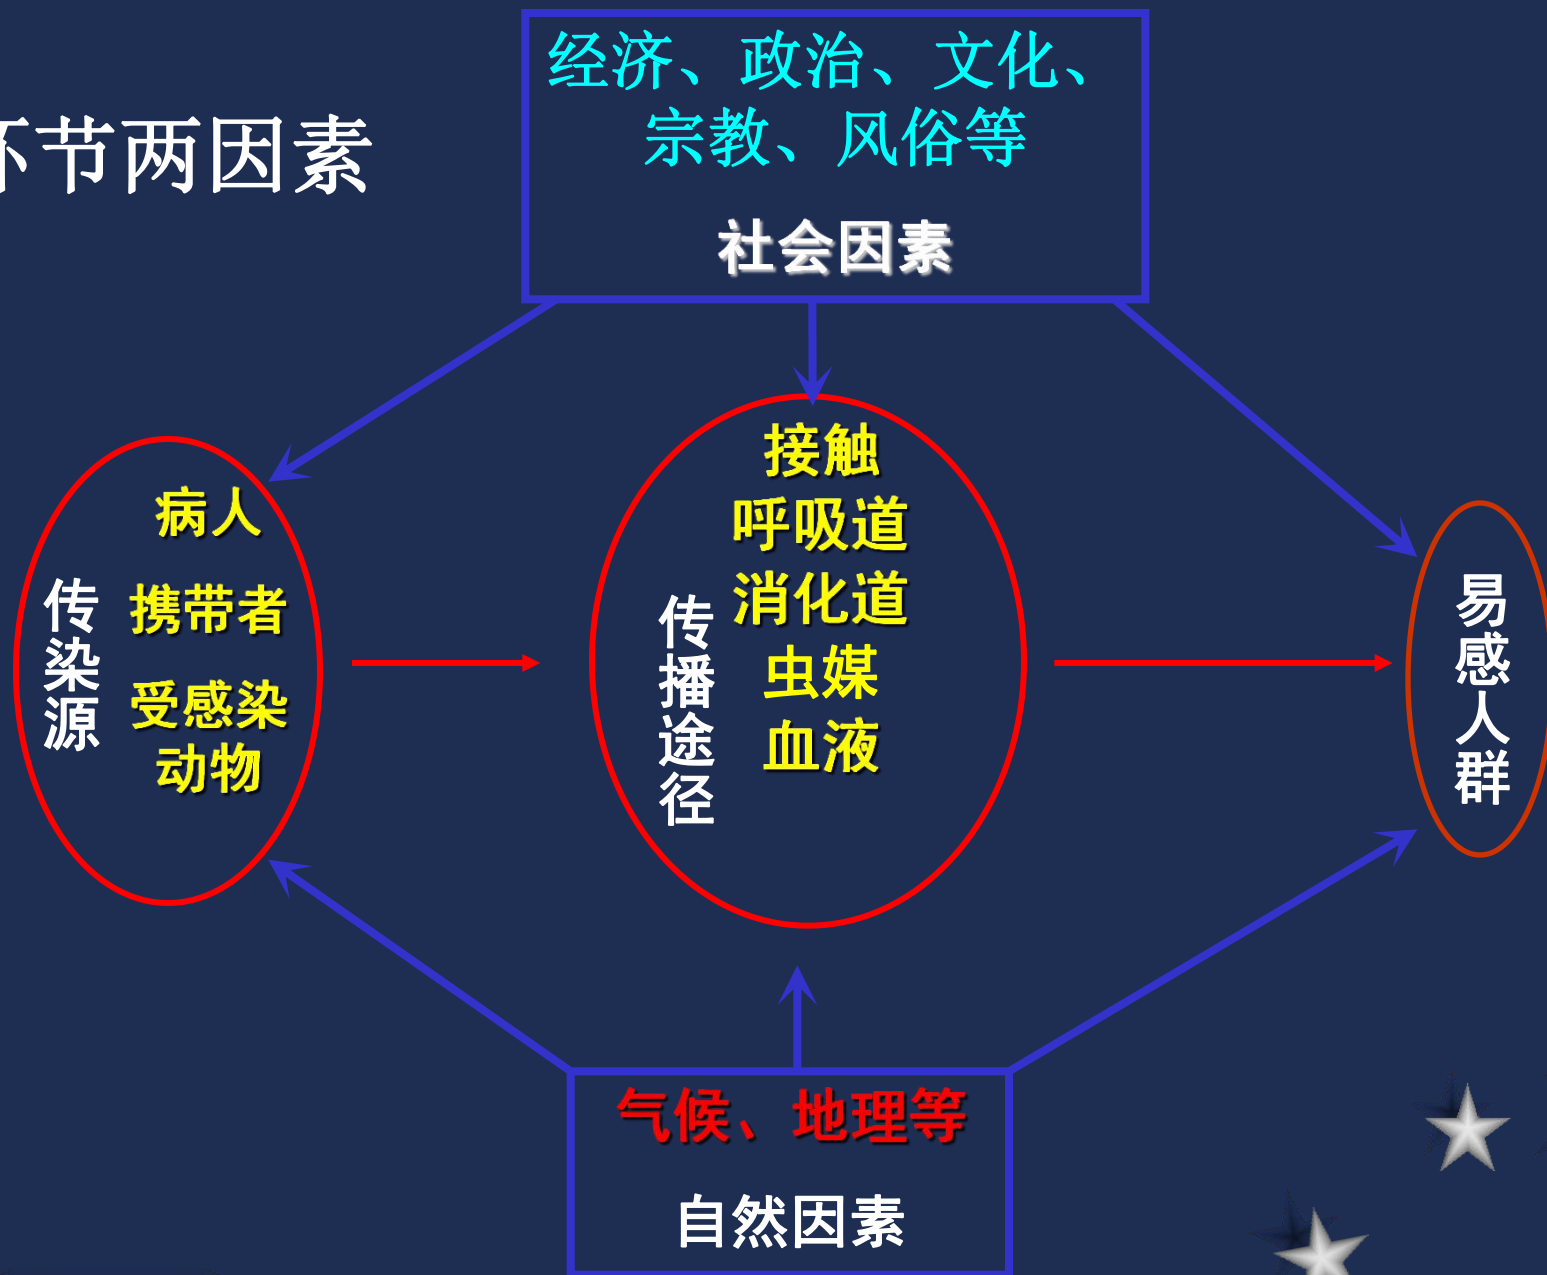 环节两因素
经济、政治、文化、
宗教、风俗等
社会因素
传染源
病人
携带者
受感染
动物
传播途径
接触
呼吸道
消化道
虫媒
血液
易感人群
气候、地理等
自然因素